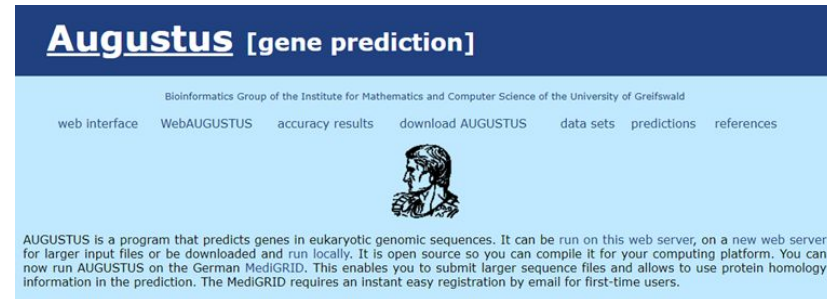 Augustus [gene prediction]
Bioinformatics Group of the Institute for Mathematics and Computer Science of the University of Greifswald
web interface WebAUGUSTUS accuracy results download AUGUSTUS data sets predictions references
AUGUSTUS is a program that predicts genes in eukaryotic genomic sequences. It can be run on this web server, on a new web server
for larger input files or be downloaded and run locally. It is open source so you can compile it for your computing platform. You can
now run AUGUSTUS on the German MediGRID. This enables you to submit larger sequence files and allows to use protein homology
information in the prediction. The MediGRID requires an instant easy registration by email for first-time users.